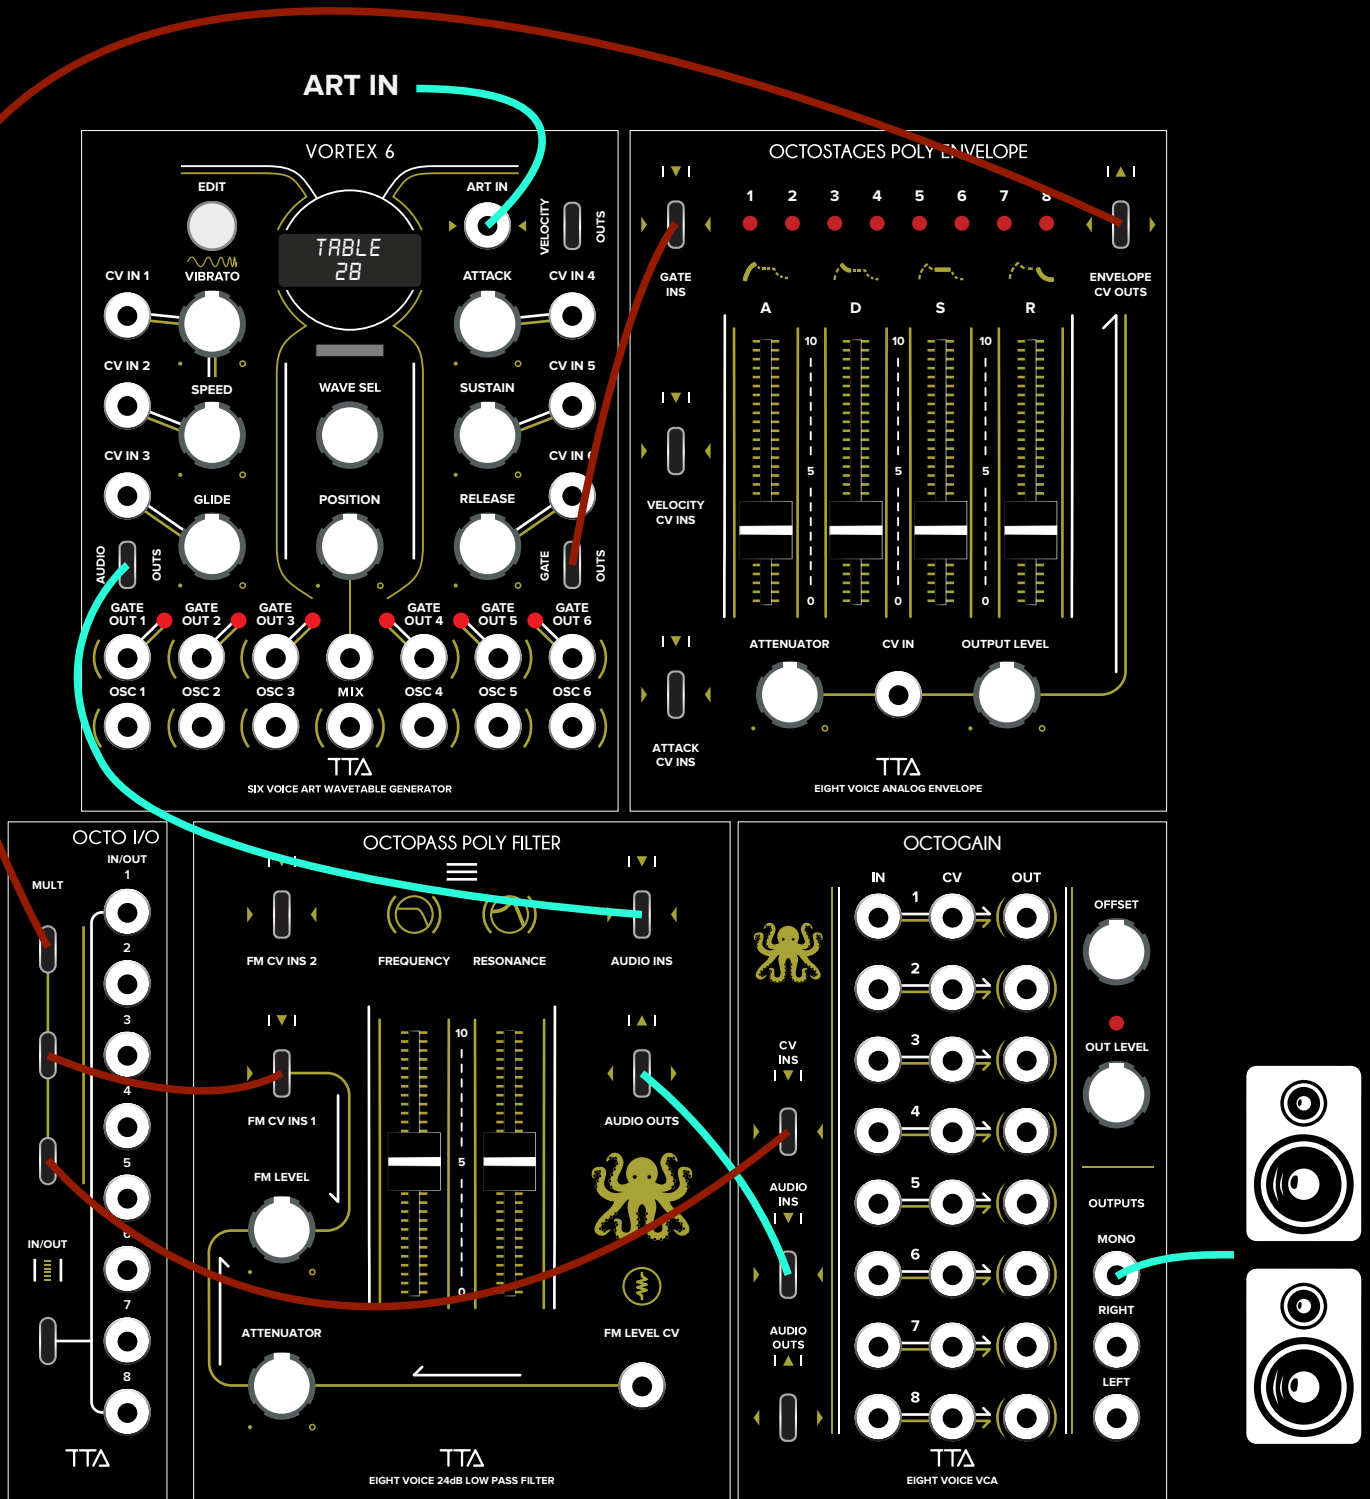 ART IN
VORTEX 6
EDIT
ART IN
VELOCITY
OUTS
TABLE
28
CV IN 1
VIBRATO
ATTACK
CV IN 4
CV IN 2
SPEED
WAVE SEL
SUSTAIN
CV IN 5
CV IN 3
GLIDE
POSITION
RELEASE
CV IN 6
AUDIO
OUTS
GATE
OUTS
GATE
OUT 1
GATE
OUT 2
GATE
OUT 3
GATE
OUT 4
GATE
OUT 5
GATE
OUT 6
OSC 1
OSC 2
OSC 3
MIX
OSC 4
OSC 5
OSC 6
TTA
SIX VOICE ART WAVETABLE GENERATOR
OCTOSTAGES POLY ENVELOPE
1 2 3 4 5 6 7 8
GATE
INS
ENVELOPE
CV OUTS
A D S R
10 10 10
5 5 5
0 0 0
VELOCITY
CV INS
ATTENUATOR
CV IN
OUTPUT LEVEL
ATTACK
CV INS
TTA
EIGHT VOICE ANALOG ENVELOPE
OCTO I/O
IN/OUT
MULT
1
2
3
4
5
6
7
8
IN/OUT
TTA
OCTOPASS POLY FILTER
FM CV INS 2
FREQUENCY
RESONANCE
AUDIO INS
10
5
0
FM CV INS 1
AUDIO OUTS
FM LEVEL
ATTENUATOR
FM LEVEL CV
TTA
EIGHT VOICE 24dB LOW PASS FILTER
OCTOGAIN
IN CV OUT
1
2
3
4
5
6
7
8
OFFSET
OUT LEVEL
CV
INS
AUDIO
INS
AUDIO
OUTS
OUTPUTS
MONO
RIGHT
LEFT
TTA
EIGHT VOICE VCA